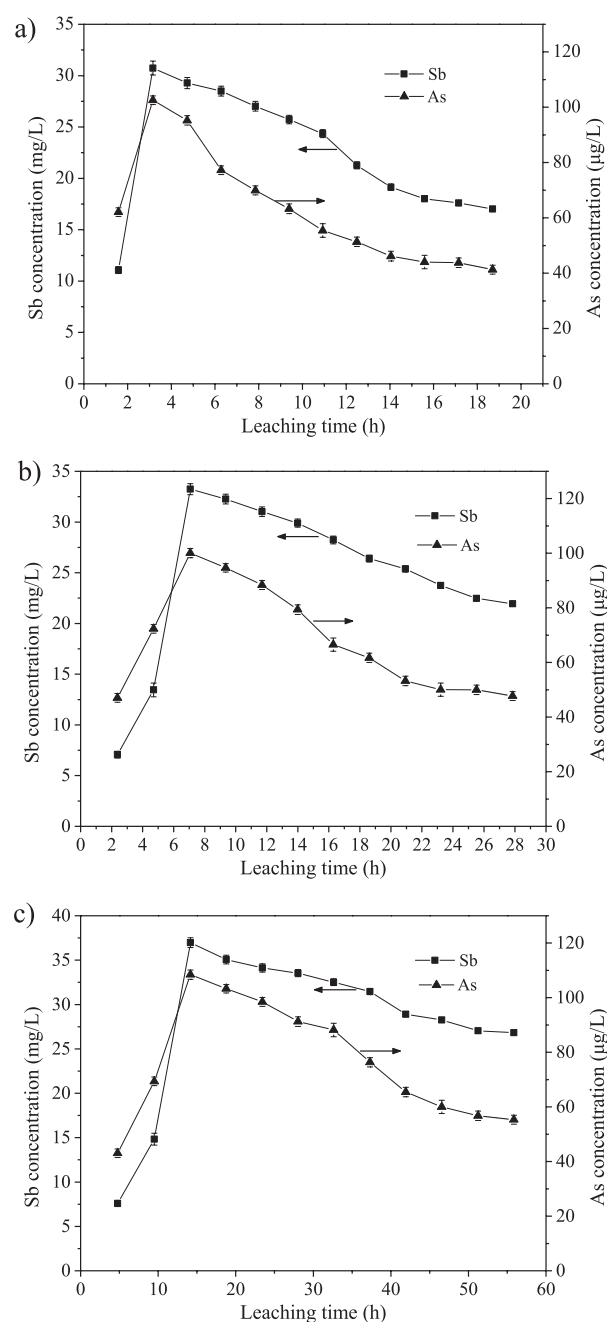 a)
35
30
25
20
15
10
5
0
Sb concentration (mg/L)
Sb
As
120
100
80
60
40
20
0
As concentration (µg/L)
0 2 4 6 8 10 12 14 16 18 20
Leaching time (h)
b)
35
30
25
20
15
10
5
0
Sb concentration (mg/L)
Sb
As
120
100
80
60
40
20
0
As concentration (µg/L)
0 2 4 6 8 10 12 14 16 18 20 22 24 26 28 30
Leaching time (h)
c)
40
35
30
25
20
15
10
5
0
Sb concentration (mg/L)
Sb
As
120
100
80
60
40
20
0
As concentration (µg/L)
0 10 20 30 40 50 60
Leaching time (h)